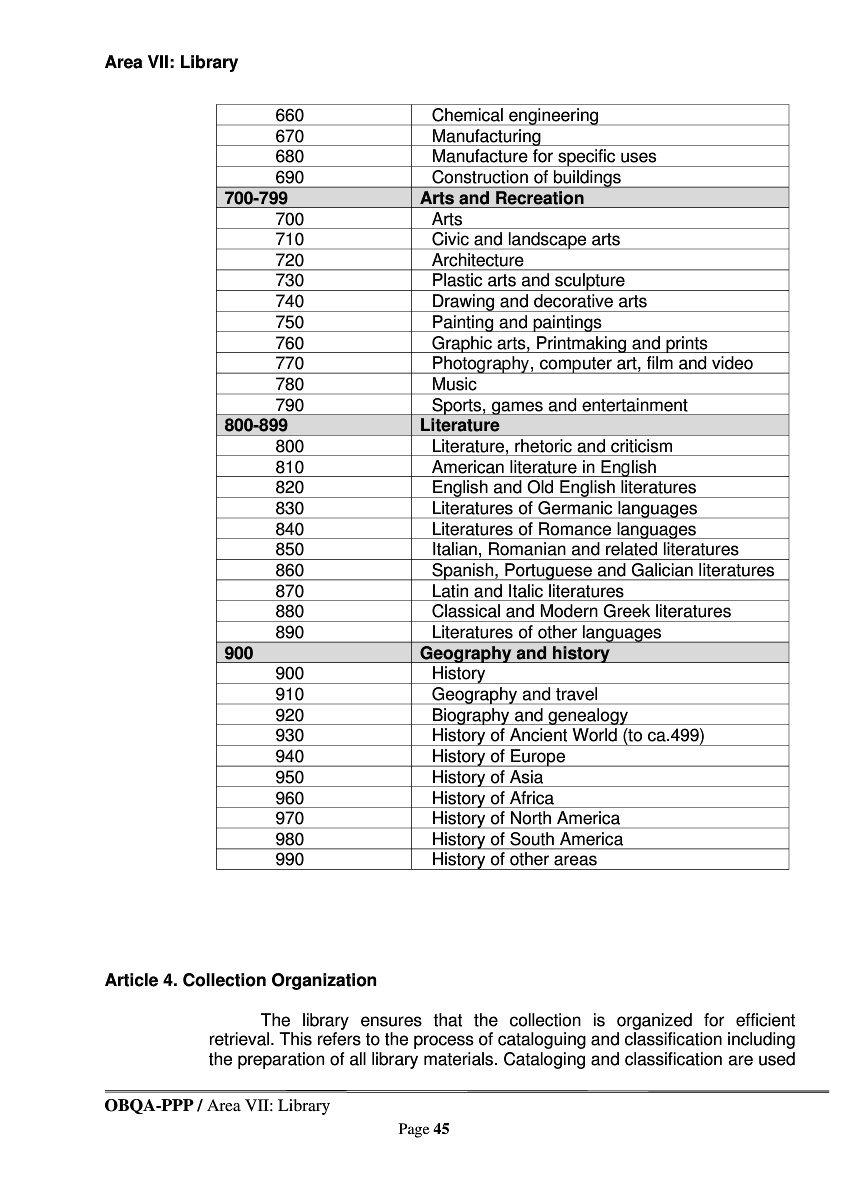 Area VII: Library
660 Chemical engineering
670 Manufacturing
680 Manufacture for specific uses
690 Construction of buildings
700-799 Arts and Recreation
700 Arts
710 Civic and landscape arts
720 Architecture
730 Plastic arts and sculpture
740 Drawing and decorative arts
750 Painting and paintings
760 Graphic arts, Printmaking and prints
770 Photography, computer art, film and video
780 Music
790 Sports, games and entertainment
800-899 Literature
800 Literature, rhetoric and criticism
810 American literature in English
820 English and Old English literatures
830 Literatures of Germanic languages
840 Literatures of Romance languages
850 Italian, Romanian and related literatures
860 Spanish, Portuguese and Galician literatures
870 Latin and Italic literatures
880 Classical and Modern Greek literatures
890 Literatures of other languages
900 Geography and history
900 History
910 Geography and travel
920 Biography and genealogy
930 History of Ancient World (to ca.499)
940 History of Europe
950 History of Asia
960 History of Africa
970 History of North America
980 History of South America
990 History of other areas
Article 4. Collection Organization
The library ensures that the collection is organized for efficient
retrieval. This refers to the process of cataloguing and classification including
the preparation of all library materials. Cataloging and classification are used
OBQA-PPP / Area VII: Library
Page 45